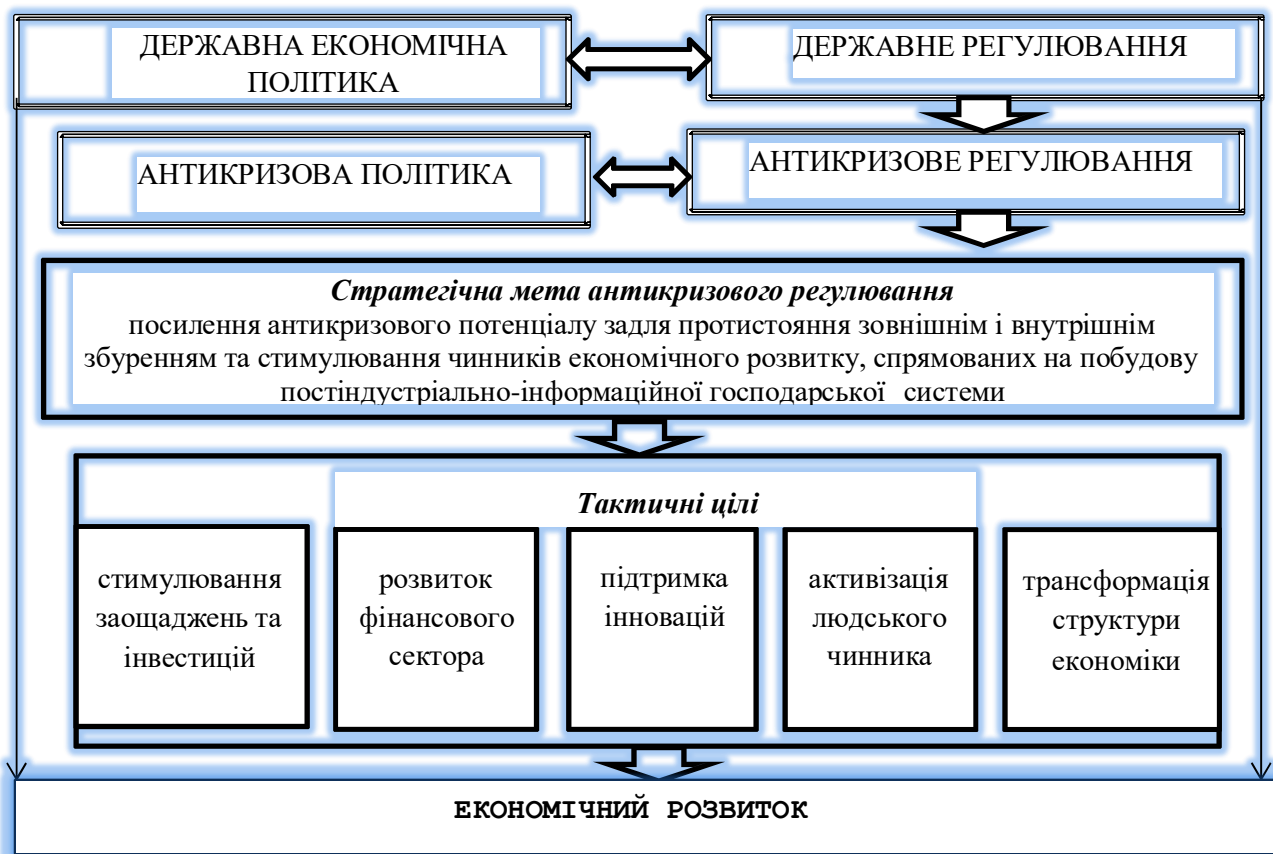 ДЕРЖАВНА ЕКОНОМІЧНА
ПОЛІТИКА
ДЕРЖАВНЕ РЕГУЛЮВАННЯ
АНТИКРИЗОВА ПОЛІТИКА
АНТИКРИЗОВЕ РЕГУЛЮВАННЯ
Стратегічна мета антикризового регулювання
посилення антикризового потенціалу задля протистояння зовнішнім і внутрішнім
збуренням та стимулювання чинників економічного розвитку, спрямованих на побудову
постіндустріально-інформаційної господарської системи
Тактичні цілі
стимулювання
заощаджень та
інвестицій
розвиток
фінансового
сектора
підтримка
інновацій
активізація
людського
чинника
трансформація
структури
економіки
ЕКОНОМІЧНИЙ РОЗВИТОК